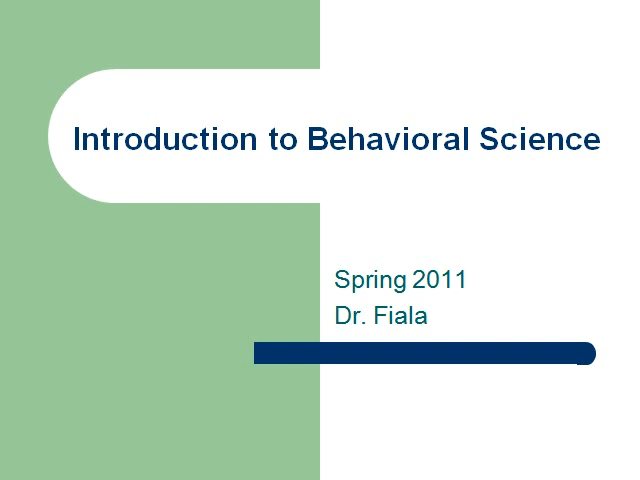 Introduction to Behavioral Science
Spring 2011
Dr. Fiala